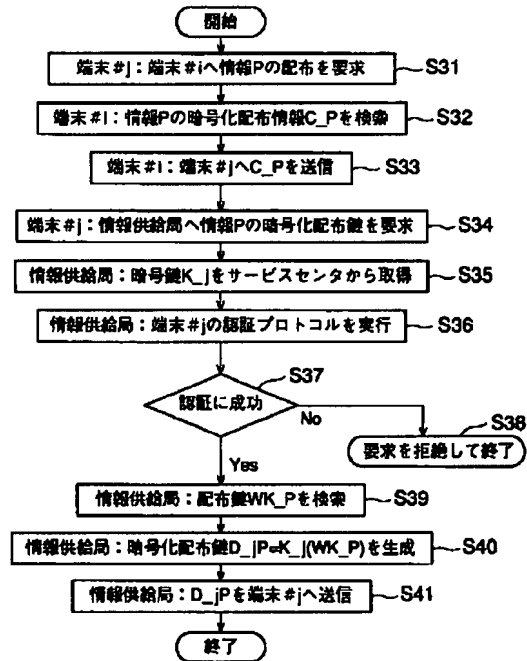 開始
端末#j：端末#iへ情報Pの配布を要求
S31
端末#i：情報Pの暗号化配布情報C_Pを検索
S32
端末#i：端末#jへC_Pを送信
S33
端末#j：情報供給局へ情報Pの暗号化配布鍵を要求
S34
情報供給局：暗号鍵K_jをサービスセンタから取得
S35
情報供給局：端末#jの認証プロトコルを実行
S36
S37
認証に成功
No
S38
要求を拒絶して終了
Yes
情報供給局：配布鍵WK_Pを検索
S39
情報供給局：暗号化配布鍵D_jP=K_j(WK_P)を生成
S40
情報供給局：D_jPを端末#jへ送信
S41
終了